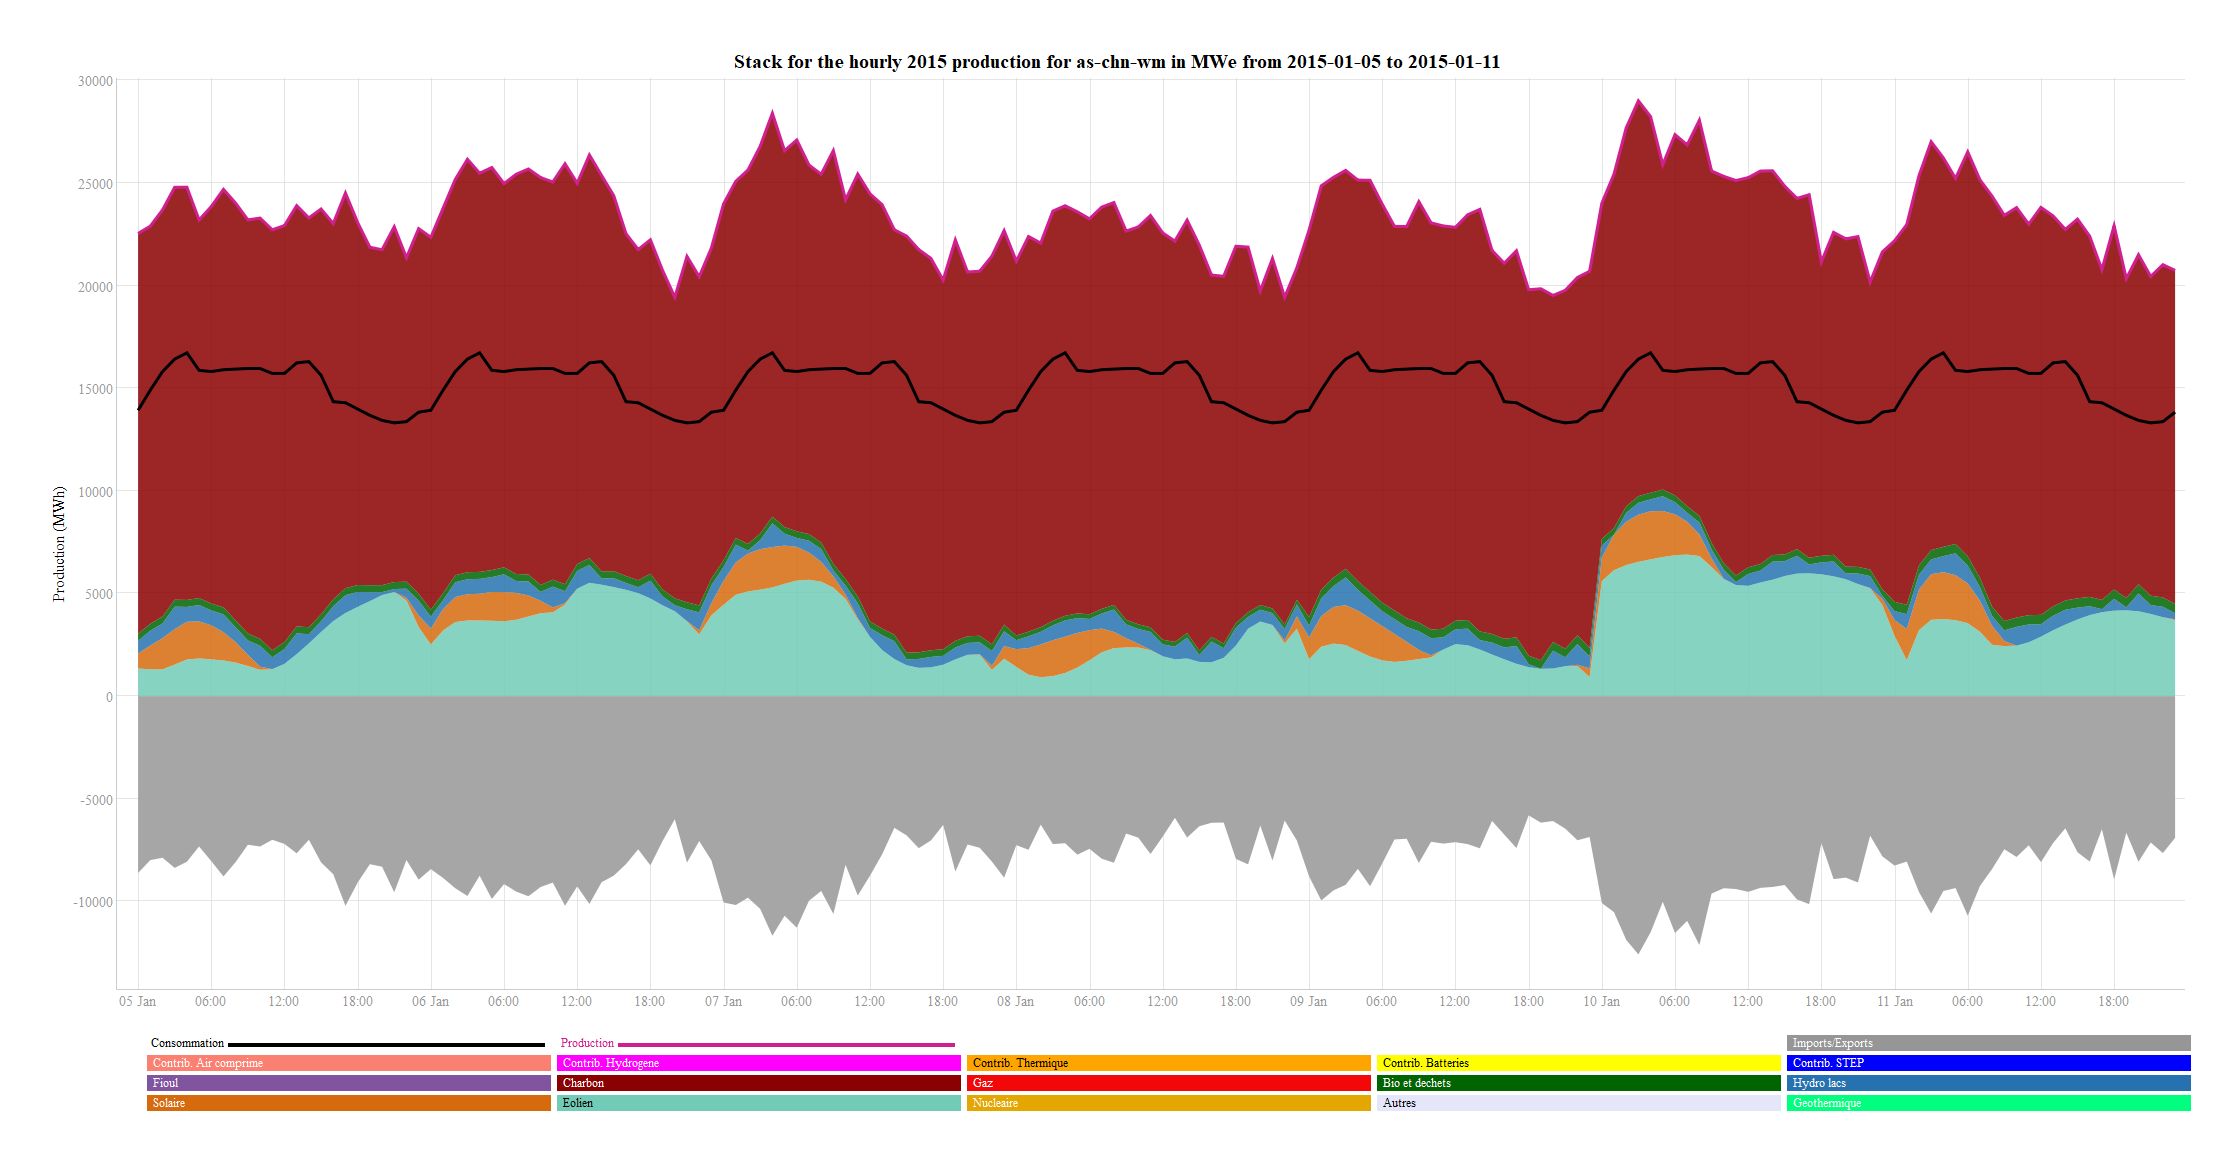 Stack for the hourly 2015 production for as-chn-wm in MWe from 2015-01-05 to 2015-01-11
30000
25000
20000
15000
10000
5000
0
-5000
-10000
Production (MWh)
05 Jan 06:00 12:00 18:00 06 Jan 06:00 12:00 18:00 07 Jan 06:00 12:00 18:00 08 Jan 06:00 12:00 18:00 09 Jan 06:00 12:00 18:00 10 Jan 06:00 12:00 18:00 11 Jan 06:00 12:00 18:00
Consommation Production Imports/Exports
Contrib. Air comprime Contrib. Hydrogene Contrib. Thermique Contrib. Batteries Contrib. STEP
Fioul Charbon Gaz Bio et dechets Hydro lacs
Solaire Eolien Nucleaire Autres Geothermique